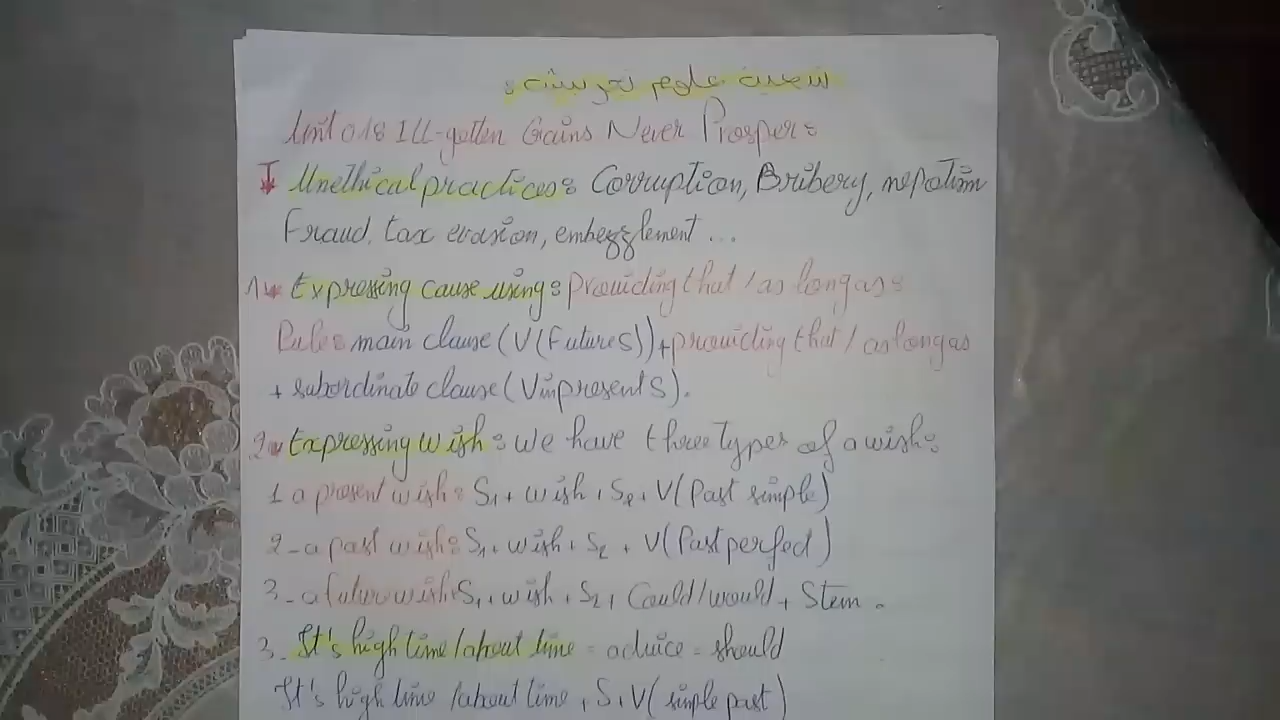 شعبة علوم تجريبية:
Unit 01: Ill-gotten Gains Never Prosper:
I Unethical practices: Corruption, Bribery, nepotism
Fraud, tax evasion, embezzlement ...
1- Expressing cause using: providing that / as long as:
Rule: main clause (V(Future S)) + providing that / as long as
+ subordinate clause (V in present S).
2- Expressing wish: we have three types of a wish:
1 a present wish: S1 + wish + S2 + V (Past simple)
2- a past wish: S1 + wish + S2 + V (Past perfect)
3- a future wish: S1 + wish + S2 + Could/would + Stem.
3- It's high time / about time = advice = should
It's high time / about time + S + V (simple past)